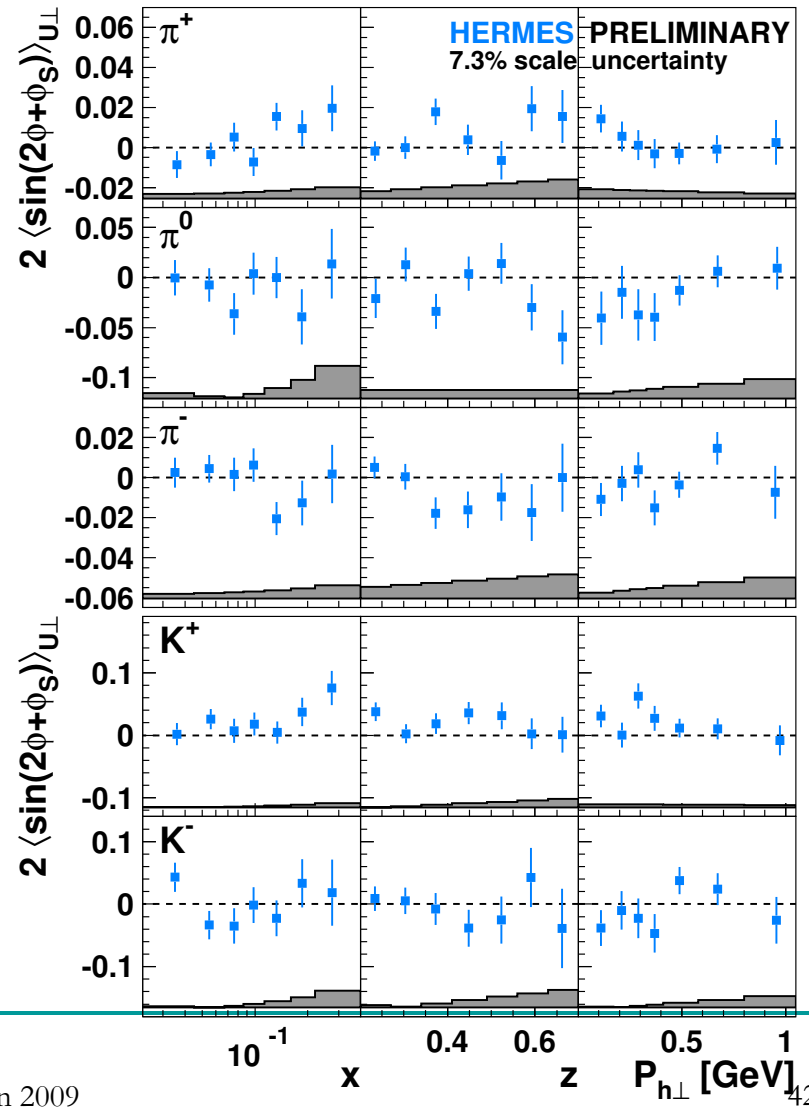 π+ HERMES PRELIMINARY
7.3% scale uncertainty
2 ⟨sin(2φ+φS)⟩U⊥
0.06
0.04
0.02
0
-0.02
π0
0.05
0
-0.05
-0.1
π-
0.02
0
-0.02
-0.04
-0.06
2 ⟨sin(2φ+φS)⟩U⊥
K+
0.1
0
-0.1
K-
0.1
0
-0.1
10-1 0.4 0.6 0.5 1
x z Ph⊥ [GeV]
n 2009 42